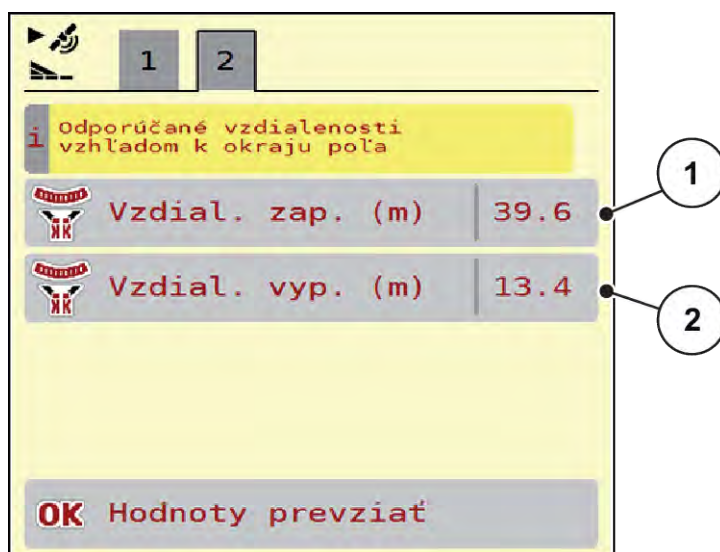 1 2
i Odporúčané vzdialenosti
vzhľadom k okraju poľa
Vzdial. zap. (m) 39.6
1
Vzdial. vyp. (m) 13.4
2
OK Hodnoty prevziať